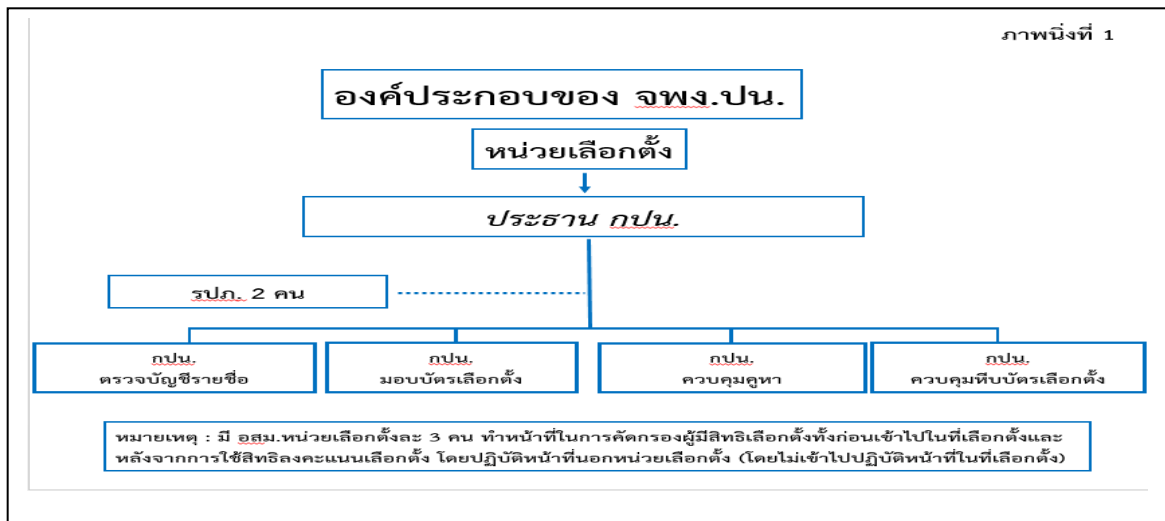 ภาพนิ่งที่ 1
องค์ประกอบของ จพง.ปน.
หน่วยเลือกตั้ง
ประธาน กปน.
รปภ. 2 คน
กปน.
ตรวจบัญชีรายชื่อ
กปน.
มอบบัตรเลือกตั้ง
กปน.
ควบคุมคูหา
กปน.
ควบคุมหีบบัตรเลือกตั้ง
หมายเหตุ : มี อสม.หน่วยเลือกตั้งละ 3 คน ทำหน้าที่ในการคัดกรองผู้มีสิทธิเลือกตั้งทั้งก่อนเข้าไปในที่เลือกตั้งและ
หลังจากการใช้สิทธิลงคะแนนเลือกตั้ง โดยปฏิบัติหน้าที่นอกหน่วยเลือกตั้ง (โดยไม่เข้าไปปฏิบัติหน้าที่ในที่เลือกตั้ง)